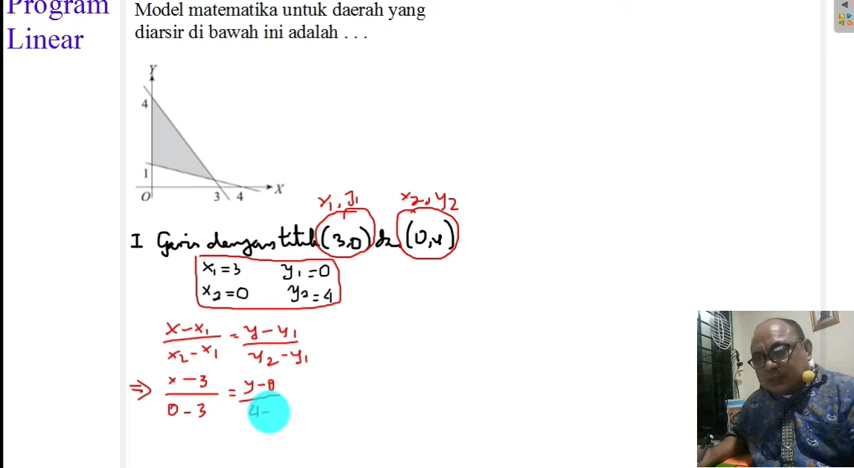 Program
Linear
Model matematika untuk daerah yang
diarsir di bawah ini adalah . . .
Y
4
1
O 3 4 X
x1, y1 x2, y2
I Garis dengan titik (3,0) dan (0,4)
x1 = 3 y1 = 0
x2 = 0 y2 = 4
x - x1 / x2 - x1 = y - y1 / y2 - y1
⇒ x - 3 / 0 - 3 = y - 0 / 4 -